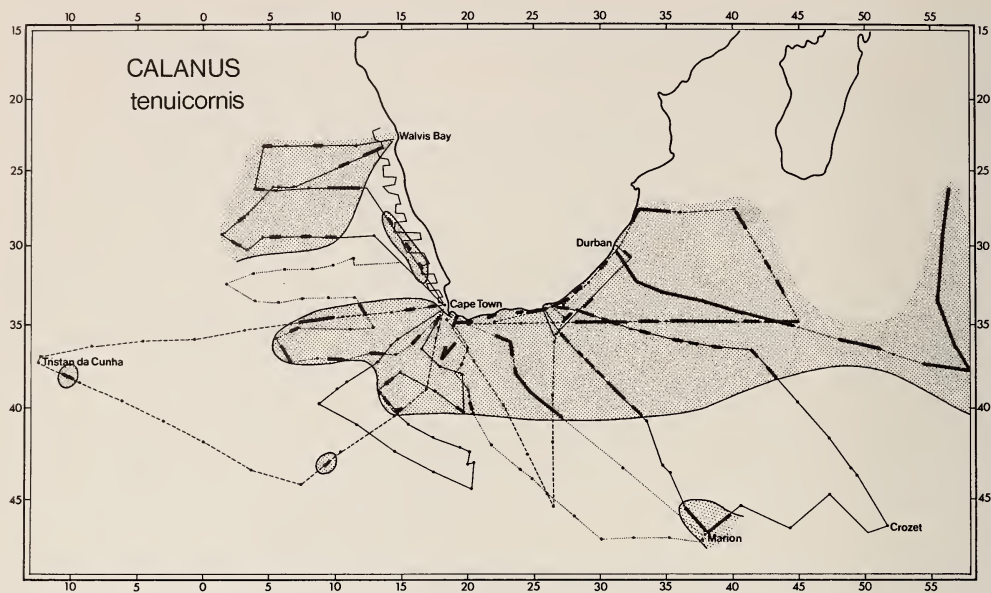 10 5 0 5 10 15 20 25 30 35 40 45 50 55
15 15
CALANUS
tenuicornis
20 20
Walvis Bay
25 25
Durban
30 30
Cape Town
35 35
Tristan da Cunha
40 40
45 45
Crozet
Marion
10 5 0 5 10 15 20 25 30 35 40 45 50 55